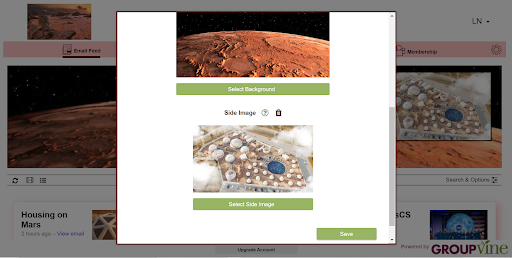 LN
Email Feed
Membership
Select Background
Side Image ?
Select Side Image
Search & Options
Housing on
Mars
2 hours ago – View email
sCS
Save
Upgrade Account
Powered by GROUPVine